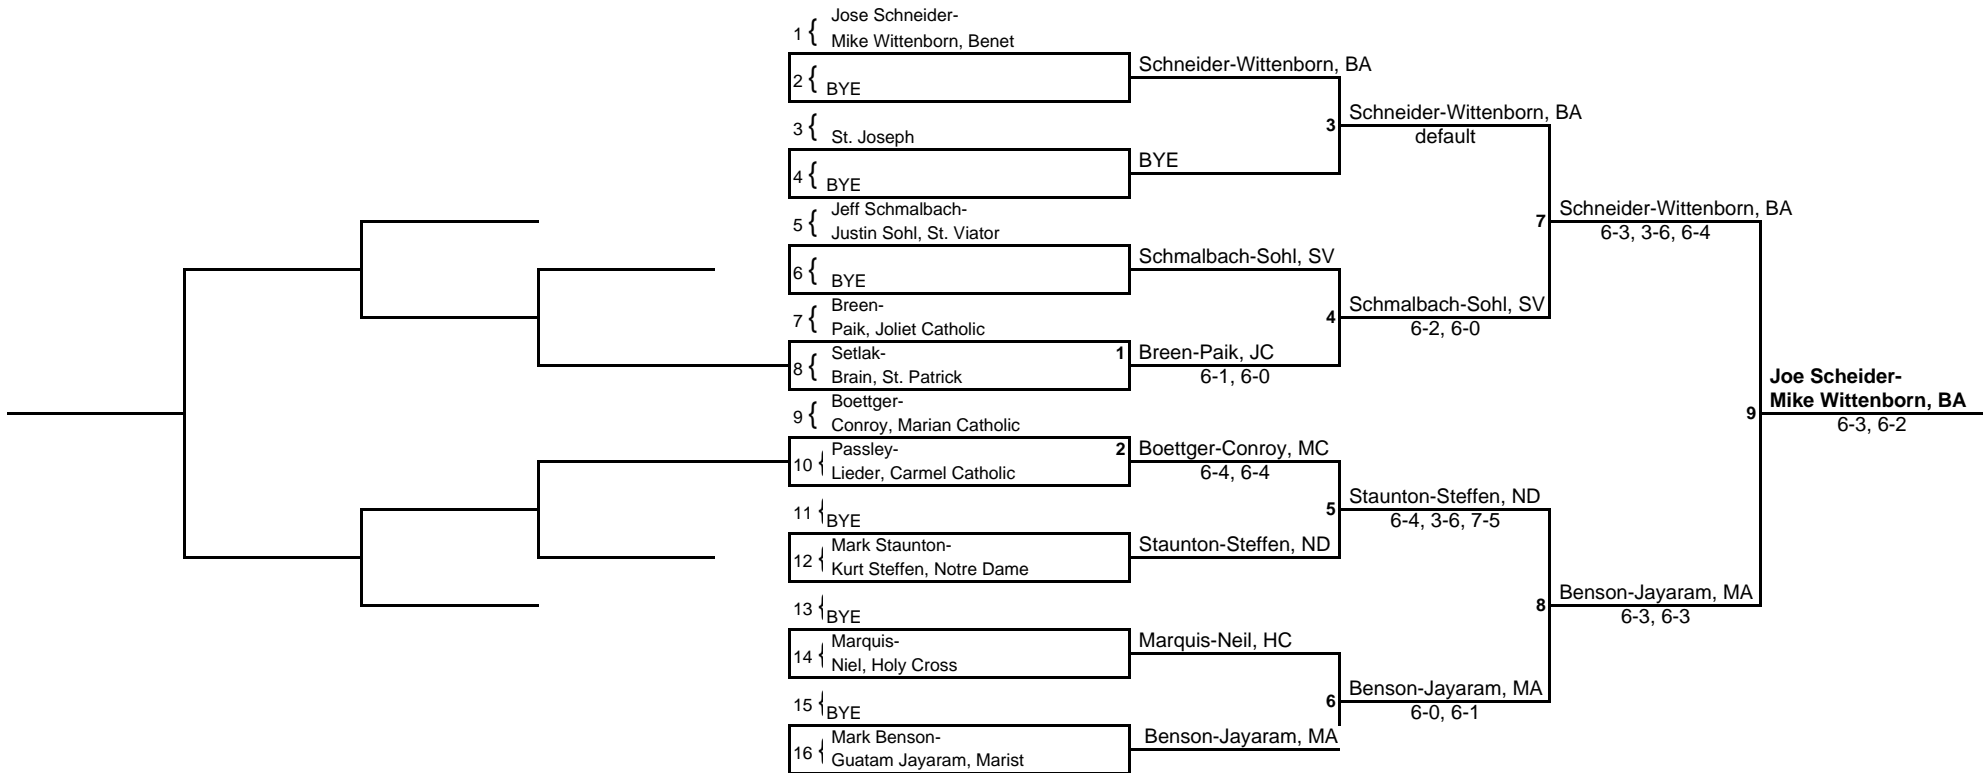 Jose Schneider-
1 { Mike Wittenborn, Benet
Schneider-Wittenborn, BA
2 { BYE
Schneider-Wittenborn, BA
3 { St. Joseph
3
default
BYE
4 { BYE
Jeff Schmalbach-
5 { Justin Sohl, St. Viator
7
Schneider-Wittenborn, BA
6-3, 3-6, 6-4
Schmalbach-Sohl, SV
6 { BYE
Breen-
7 { Paik, Joliet Catholic
4
Schmalbach-Sohl, SV
6-2, 6-0
Setlak-
8 { Brain, St. Patrick
1
Breen-Paik, JC
6-1, 6-0
Joe Scheider-
Mike Wittenborn, BA
9
6-3, 6-2
Boettger-
9 { Conroy, Marian Catholic
Passley-
10 { Lieder, Carmel Catholic
2
Boettger-Conroy, MC
6-4, 6-4
11 { BYE
5
Staunton-Steffen, ND
6-4, 3-6, 7-5
Mark Staunton-
12 { Kurt Steffen, Notre Dame
Staunton-Steffen, ND
13 { BYE
8
Benson-Jayaram, MA
6-3, 6-3
Marquis-
14 { Niel, Holy Cross
Marquis-Neil, HC
15 { BYE
6
Benson-Jayaram, MA
6-0, 6-1
Mark Benson-
16 { Guatam Jayaram, Marist
Benson-Jayaram, MA